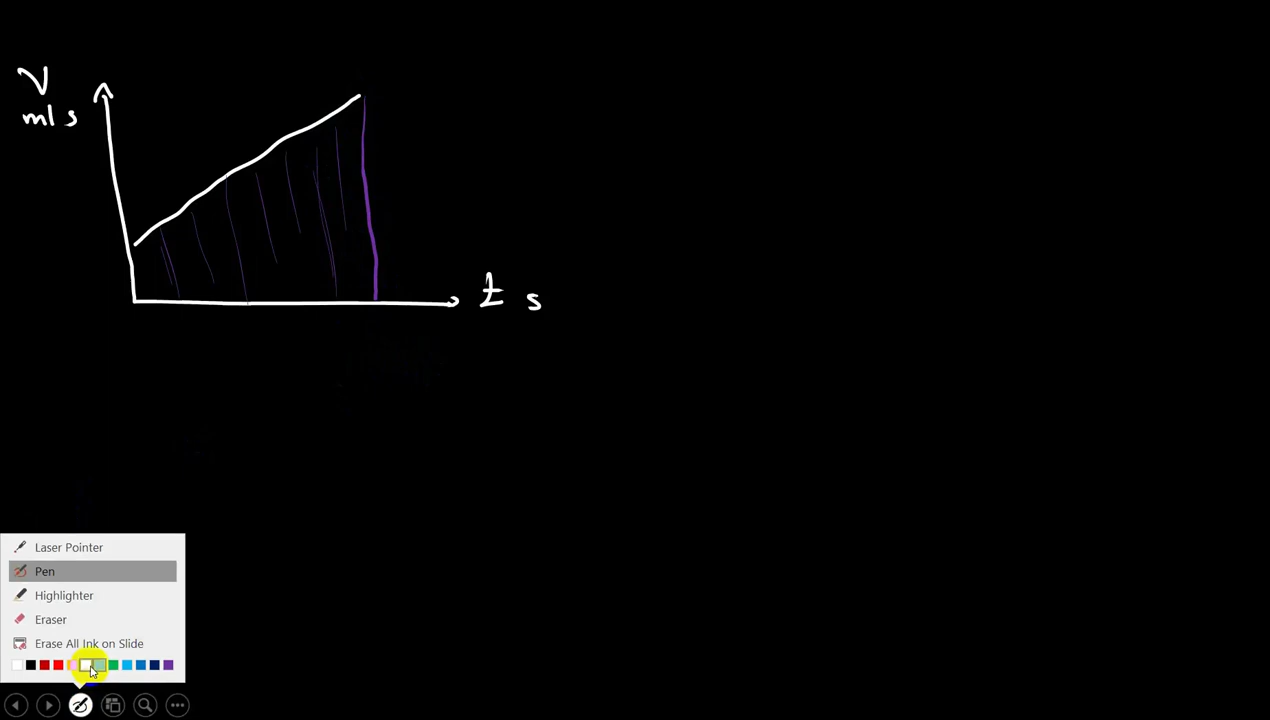 V
m/s
t s
Laser Pointer
Pen
Highlighter
Eraser
Erase All Ink on Slide